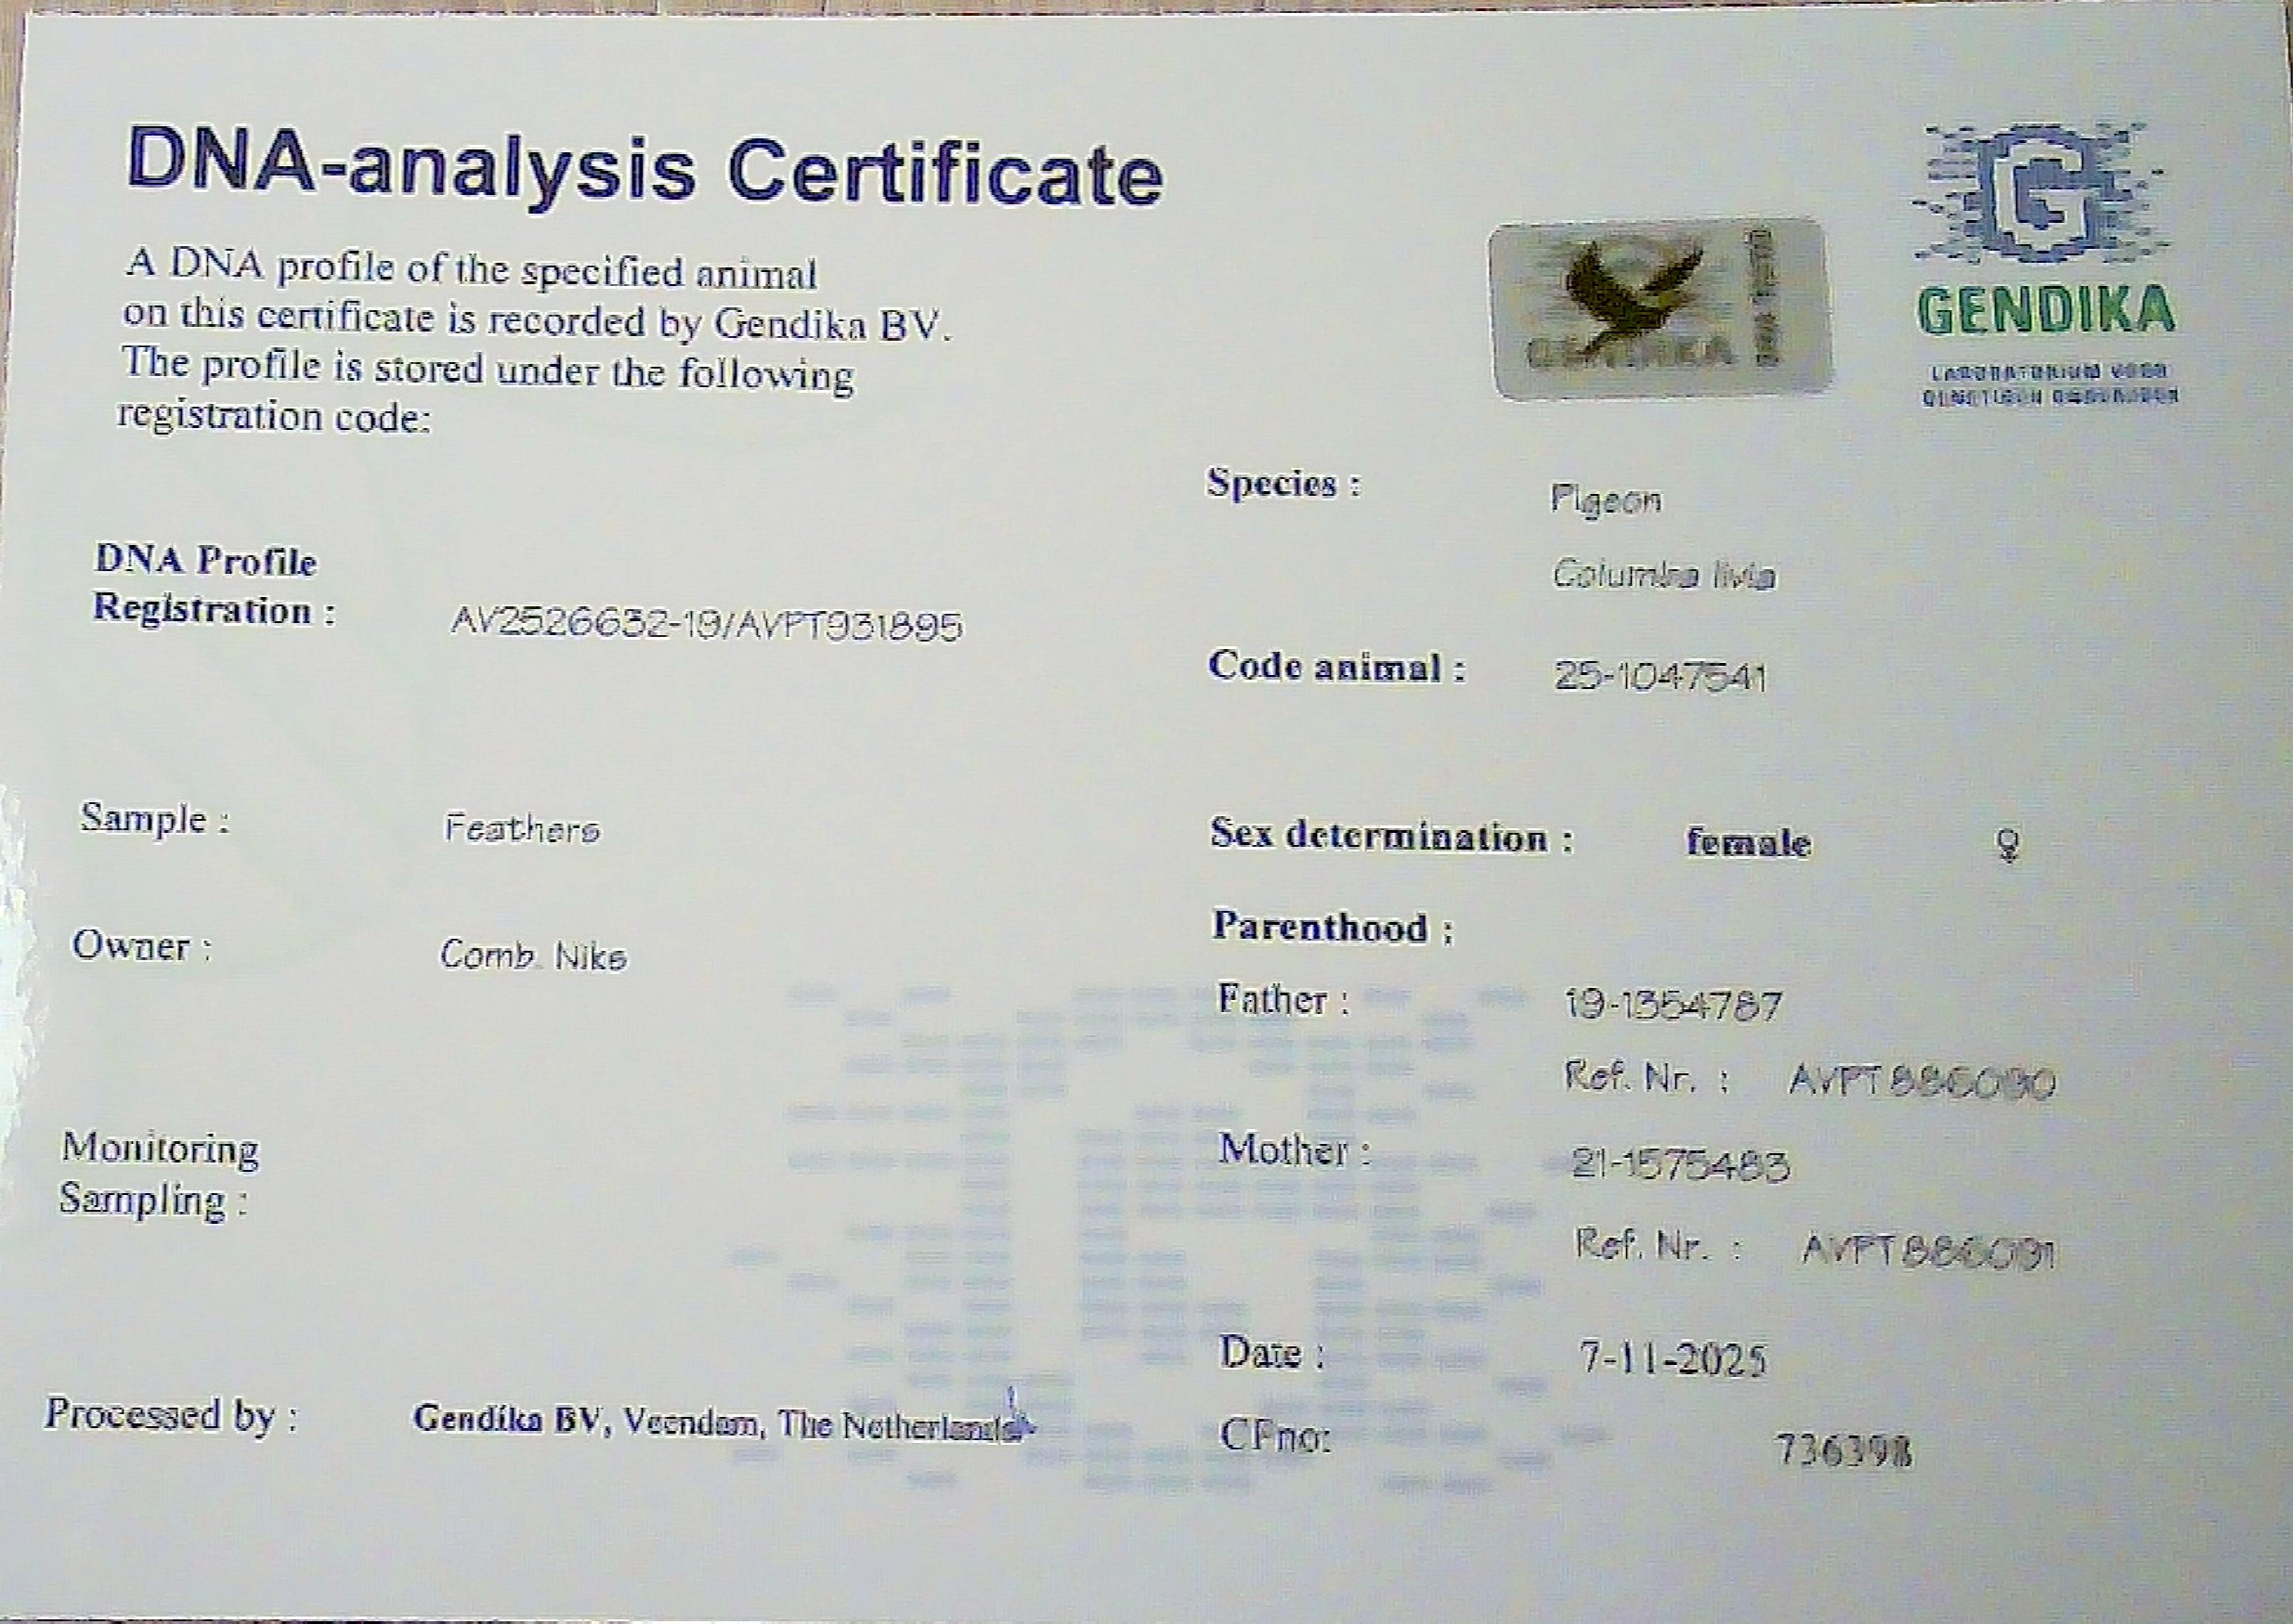 DNA-analysis Certificate
A DNA profile of the specified animal
on this certificate is recorded by Gendika BV.
The profile is stored under the following
registration code:
GENDIKA
GENDIKA
LABORATORIUM VOOR
Species :
Pigeon
Columba livia
DNA Profile
Registration :
AV2526632-19/AVPT931895
Code animal :
25-1047541
Sample :
Feathers
Sex determination :
female ♀
Owner :
Comb. Niks
Parenthood :
Father :
19-1354787
Ref. Nr. : AVPT886090
Monitoring
Sampling :
Mother :
21-1575483
Ref. Nr. : AVPT886091
Date :
7-11-2025
Processed by :
Gendika BV, Veendam, The Netherlands
CFno:
736398